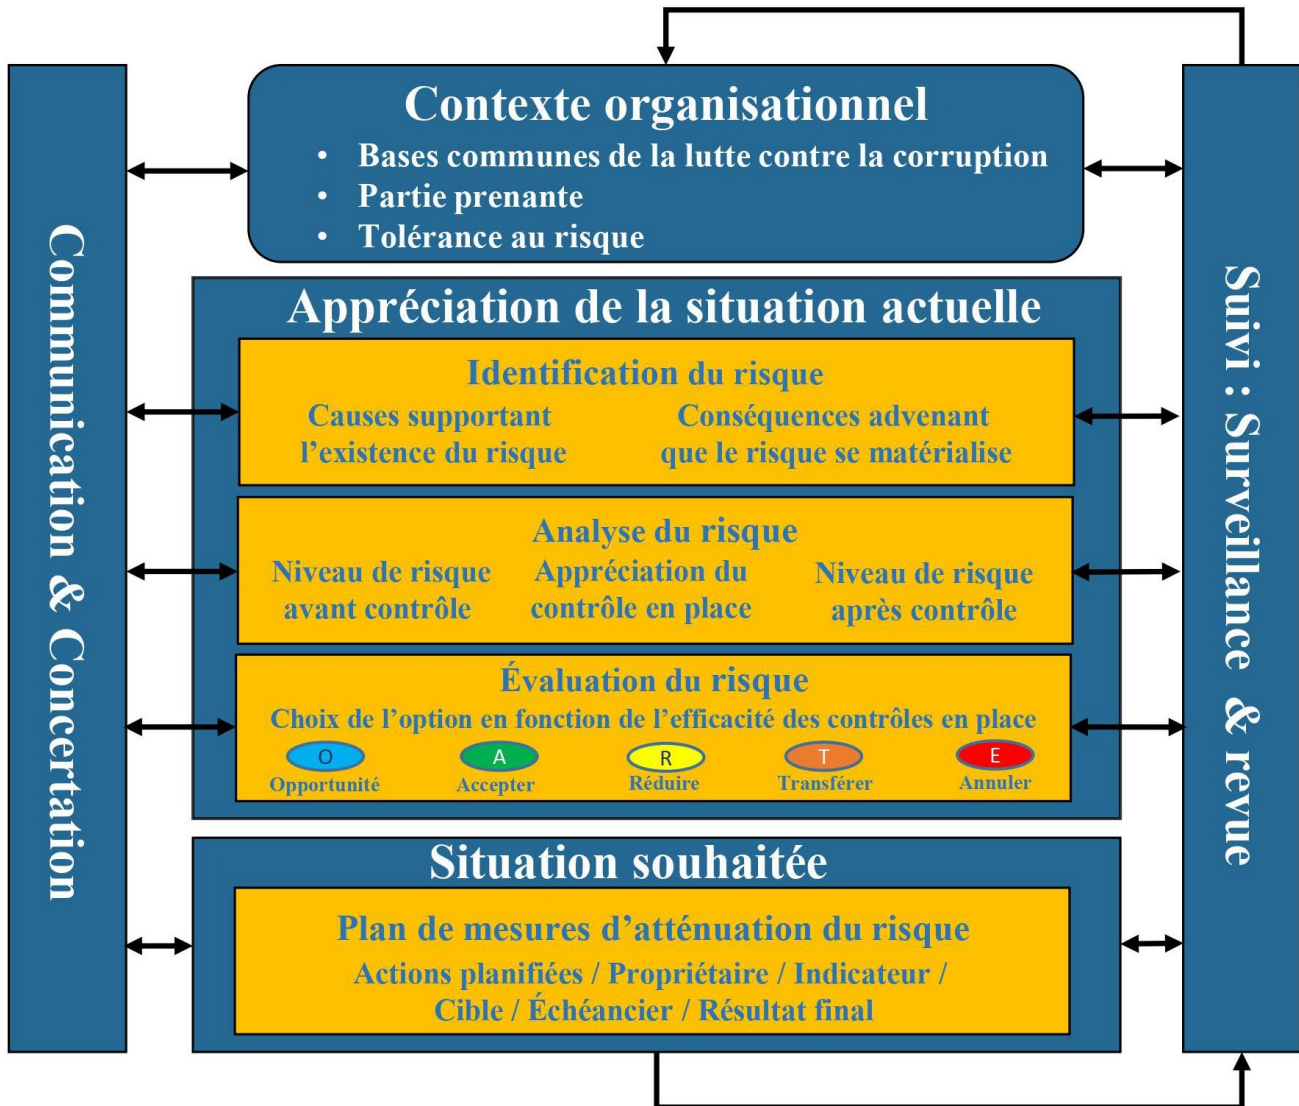 Communication & Concertation
Contexte organisationnel
• Bases communes de la lutte contre la corruption
• Partie prenante
• Tolérance au risque
Appréciation de la situation actuelle
Identification du risque
Causes supportant
l'existence du risque
Conséquences advenant
que le risque se matérialise
Analyse du risque
Niveau de risque
avant contrôle
Appréciation du
contrôle en place
Niveau de risque
après contrôle
Évaluation du risque
Choix de l'option en fonction de l'efficacité des contrôles en place
O
Opportunité
A
Accepter
R
Réduire
T
Transférer
E
Annuler
Situation souhaitée
Plan de mesures d'atténuation du risque
Actions planifiées / Propriétaire / Indicateur /
Cible / Échéancier / Résultat final
Suivi : Surveillance & revue